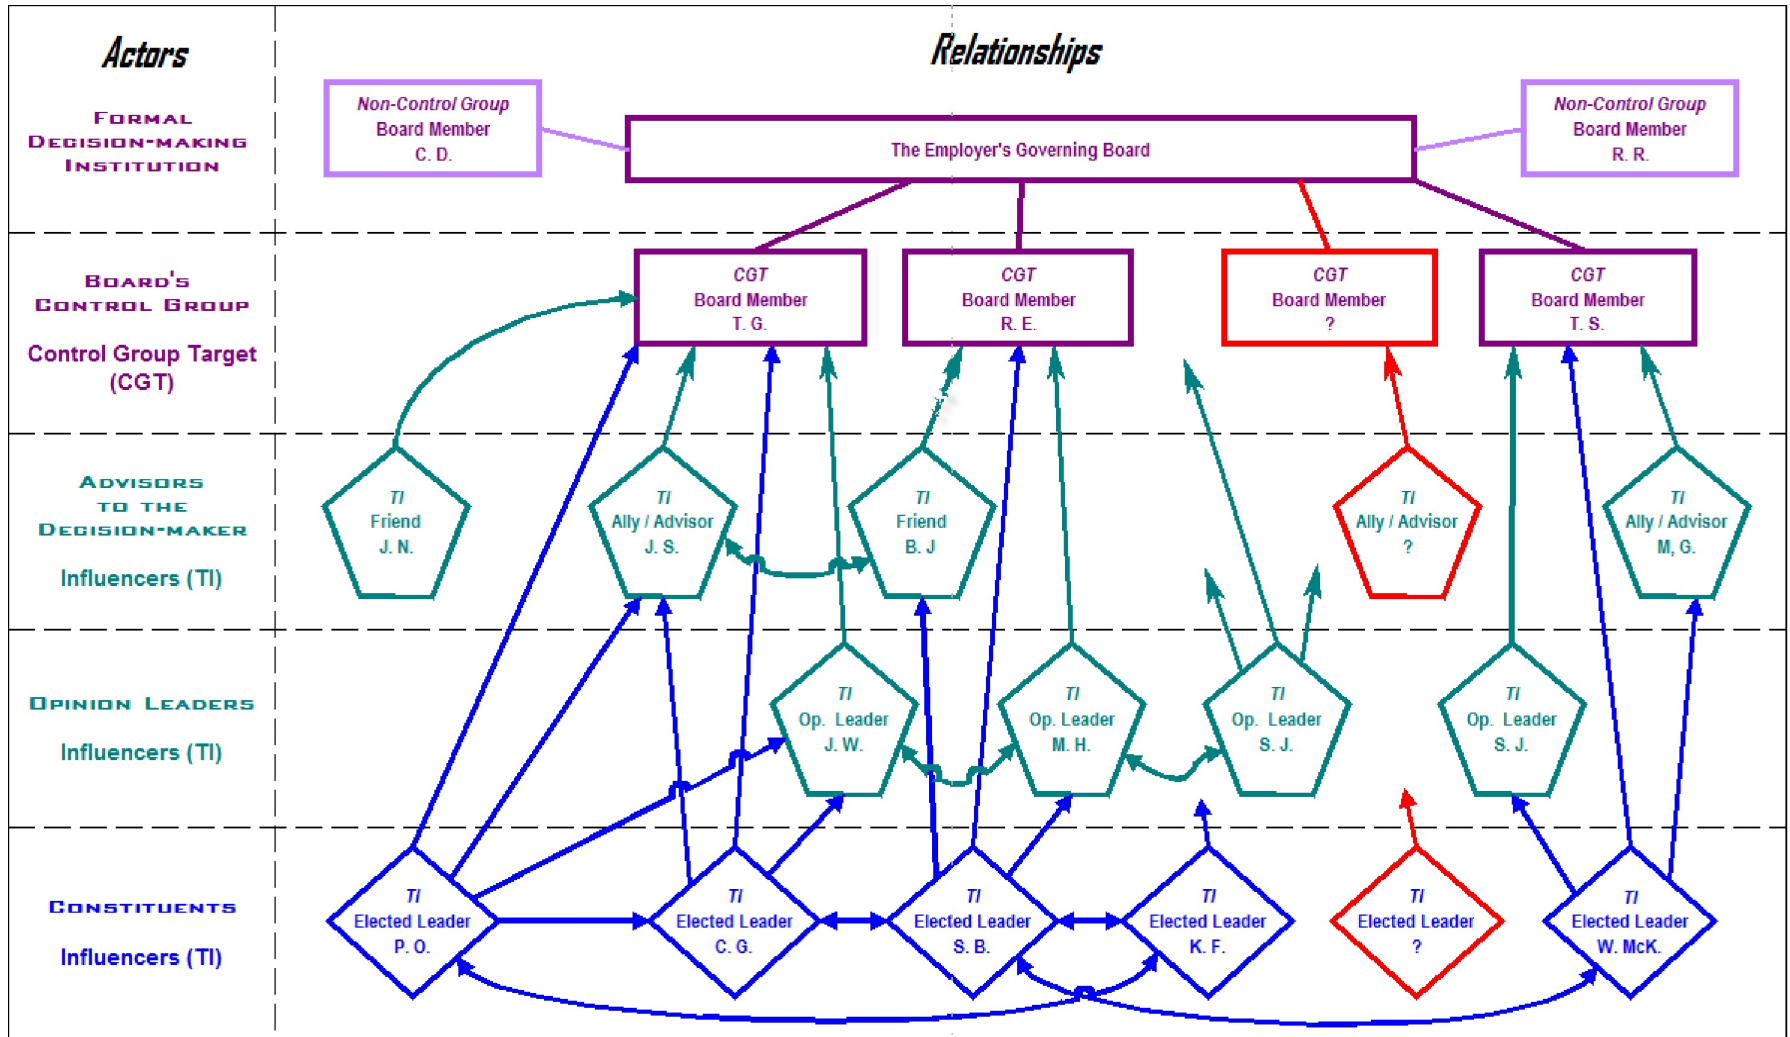 Actors
Relationships
FORMAL
DECISION-MAKING
INSTITUTION
Non-Control Group
Board Member
C. D.
The Employer's Governing Board
Non-Control Group
Board Member
R. R.
BOARD'S
CONTROL GROUP
Control Group Target
(CGT)
CGT
Board Member
T. G.
CGT
Board Member
R. E.
CGT
Board Member
?
CGT
Board Member
T. S.
ADVISORS
TO THE
DECISION-MAKER
Influencers (TI)
TI
Friend
J. N.
TI
Ally / Advisor
J. S.
TI
Friend
B. J
TI
Ally / Advisor
?
TI
Ally / Advisor
M, G.
OPINION LEADERS
Influencers (TI)
TI
Op. Leader
J. W.
TI
Op. Leader
M. H.
TI
Op. Leader
S. J.
TI
Op. Leader
S. J.
CONSTITUENTS
Influencers (TI)
TI
Elected Leader
P. O.
TI
Elected Leader
C. G.
TI
Elected Leader
S. B.
TI
Elected Leader
K. F.
TI
Elected Leader
?
TI
Elected Leader
W. McK.